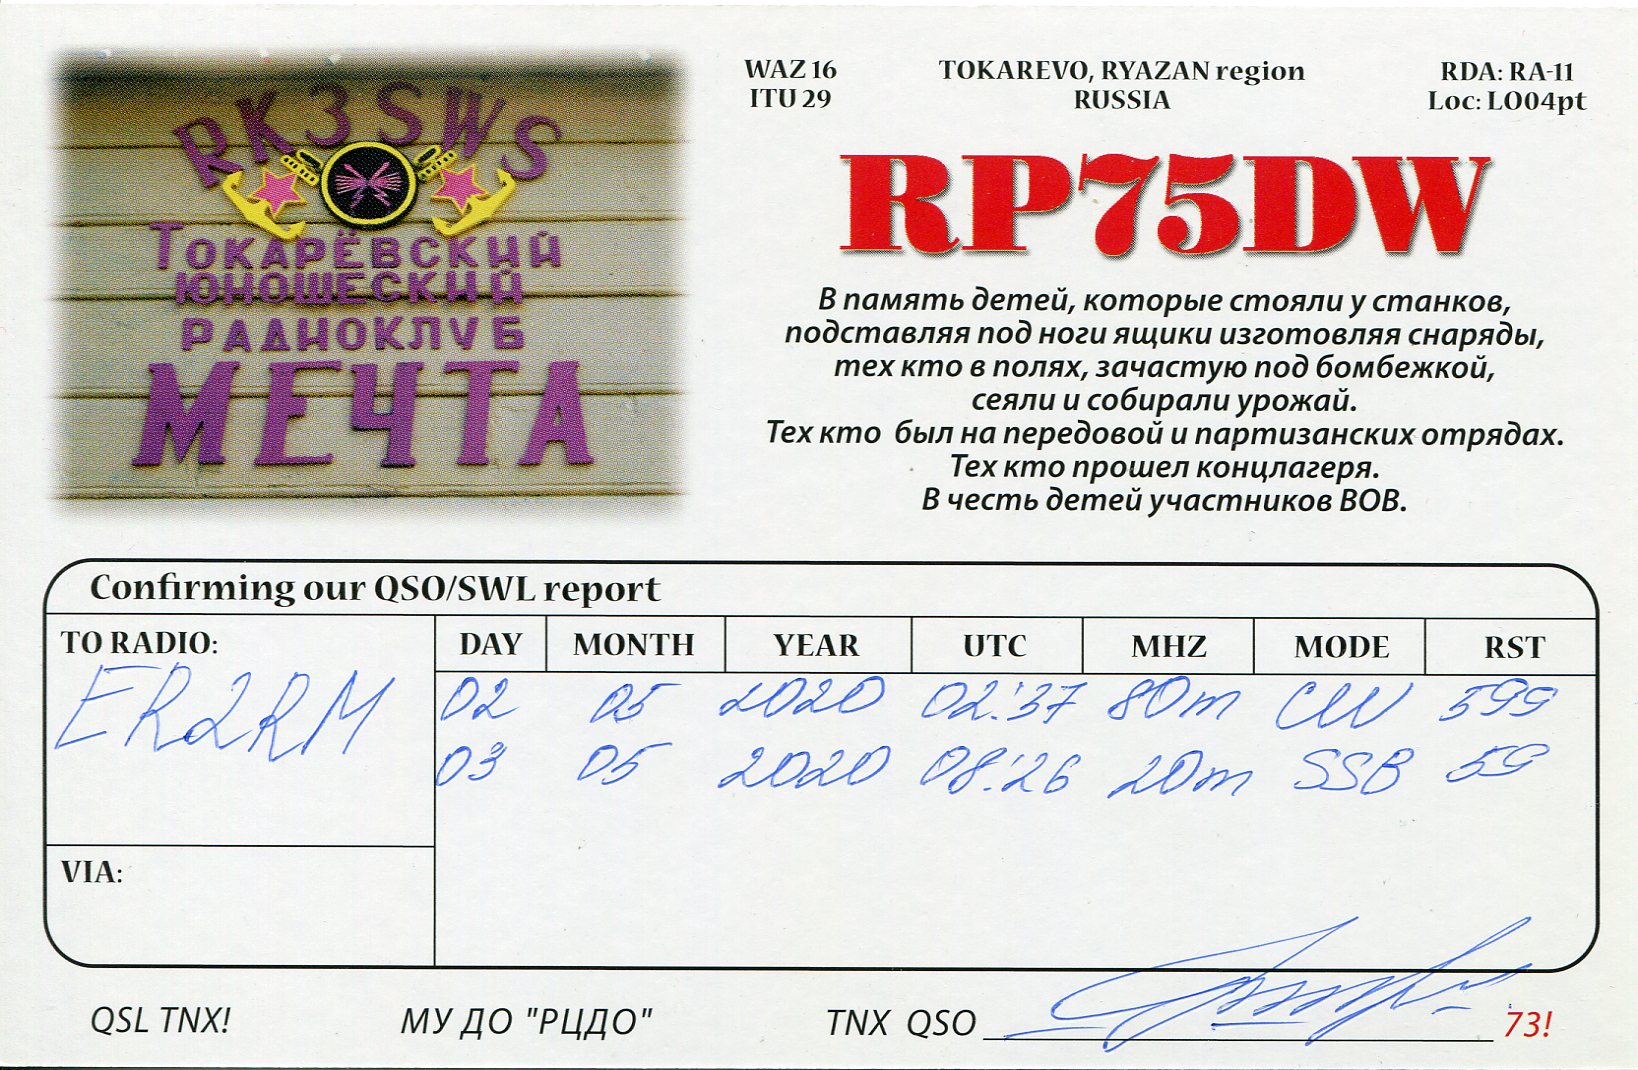 RK3SWS
ТОКАРЁВСКИЙ
ЮНОШЕСКИЙ
РАДИОКЛУБ
МЕЧТА
WAZ 16
ITU 29
TOKAREVO, RYAZAN region
RUSSIA
RDA: RA-11
Loc: LO04pt
RP75DW
В память детей, которые стояли у станков,
подставляя под ноги ящики изготовляя снаряды,
тех кто в полях, зачастую под бомбежкой,
сеяли и собирали урожай.
Тех кто был на передовой и партизанских отрядах.
Тех кто прошел концлагеря.
В честь детей участников ВОВ.
Confirming our QSO/SWL report
TO RADIO:
ER2RM
VIA:
DAY MONTH YEAR UTC MHZ MODE RST
02 05 2020 02:37 80m CW 599
03 05 2020 08:26 20m SSB 59
QSL TNX! МУ ДО "РЦДО" TNX QSO 73!